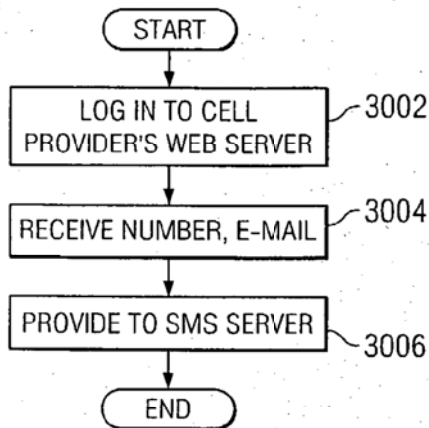 START
LOG IN TO CELL
PROVIDER'S WEB SERVER
3002
RECEIVE NUMBER, E-MAIL
3004
PROVIDE TO SMS SERVER
3006
END